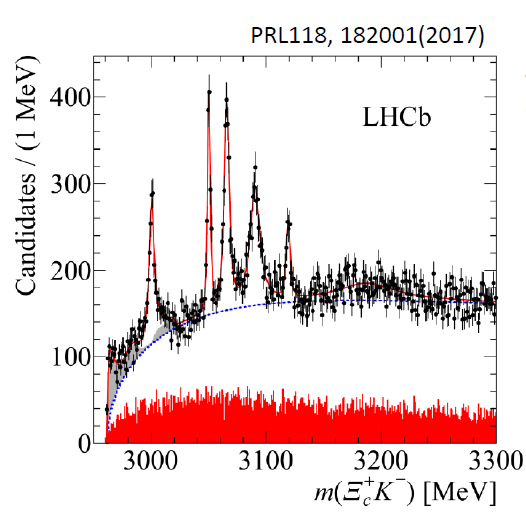 PRL118, 182001(2017)
Candidates / (1 MeV)
LHCb
400
300
200
100
0
3000 3100 3200 3300
m(Ξc+K−) [MeV]